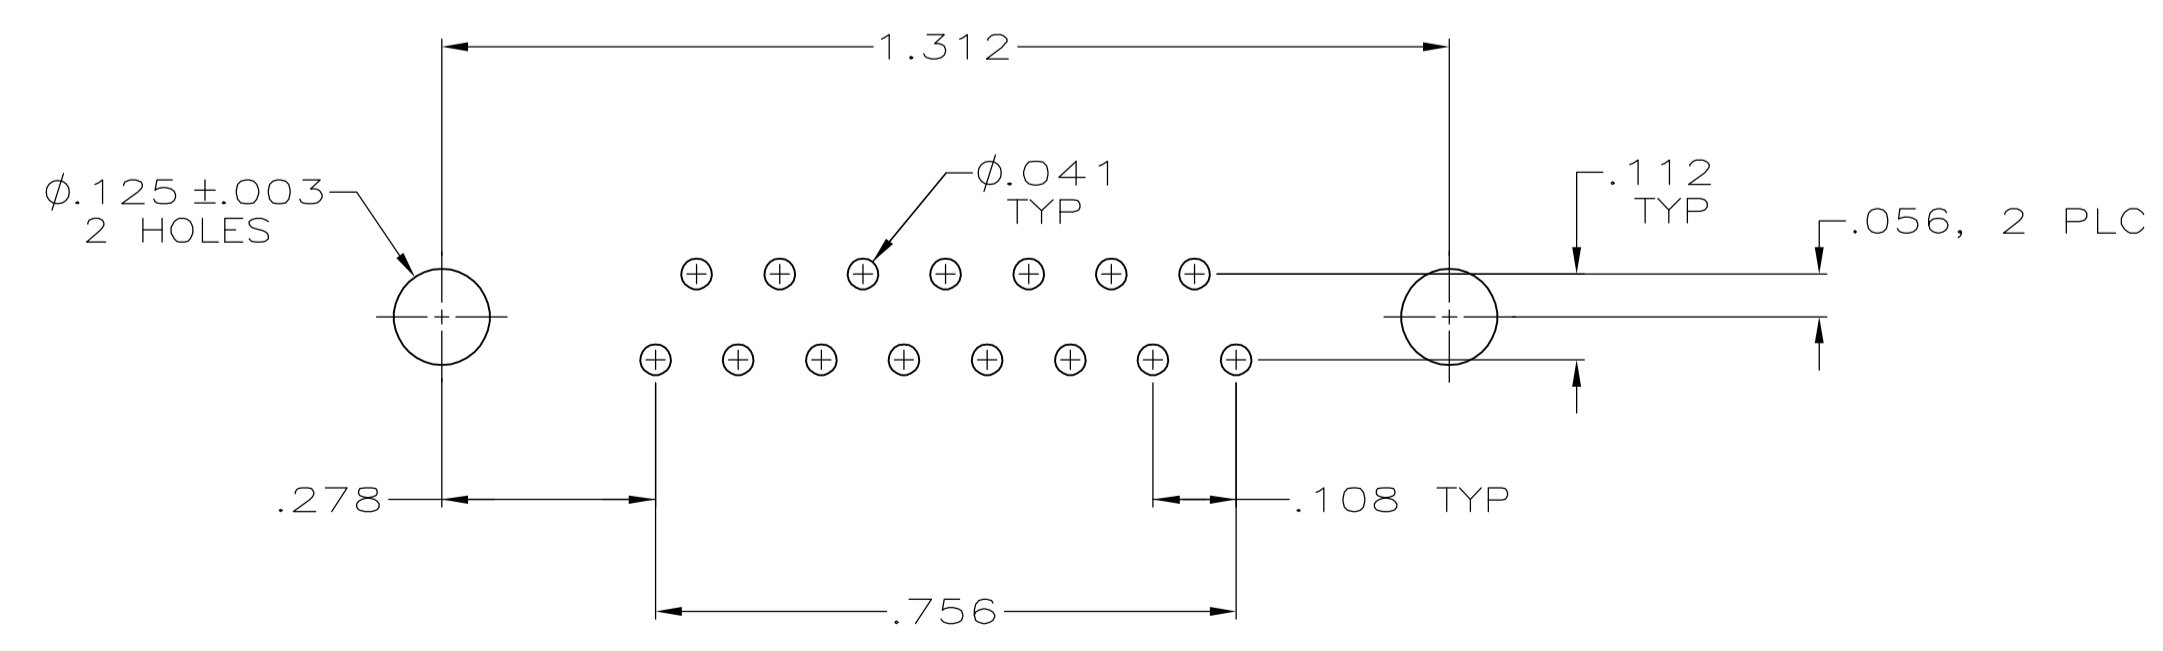 1.312
Ø.125 ±.003
2 HOLES
Ø.041
TYP
.112
TYP
.056, 2 PLC
.278
.108 TYP
.756